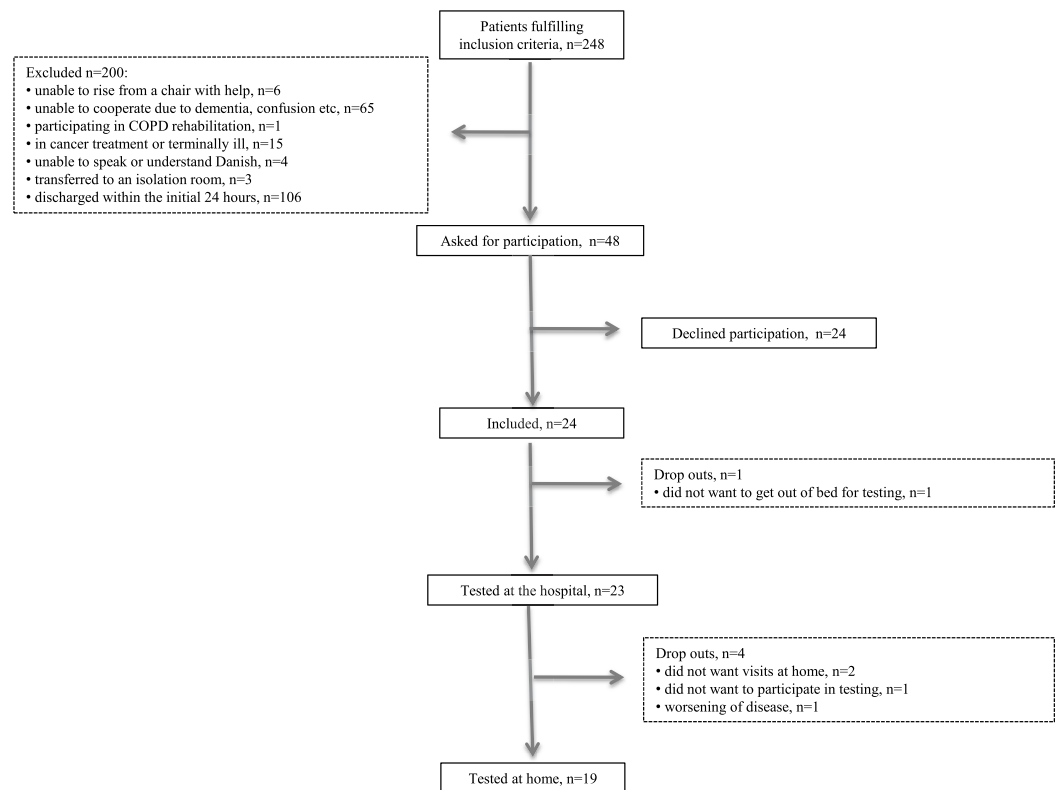 Patients fulfilling
inclusion criteria, n=248
Excluded n=200:
• unable to rise from a chair with help, n=6
• unable to cooperate due to dementia, confusion etc, n=65
• participating in COPD rehabilitation, n=1
• in cancer treatment or terminally ill, n=15
• unable to speak or understand Danish, n=4
• transferred to an isolation room, n=3
• discharged within the initial 24 hours, n=106
Asked for participation, n=48
Declined participation, n=24
Included, n=24
Drop outs, n=1
• did not want to get out of bed for testing, n=1
Tested at the hospital, n=23
Drop outs, n=4
• did not want visits at home, n=2
• did not want to participate in testing, n=1
• worsening of disease, n=1
Tested at home, n=19